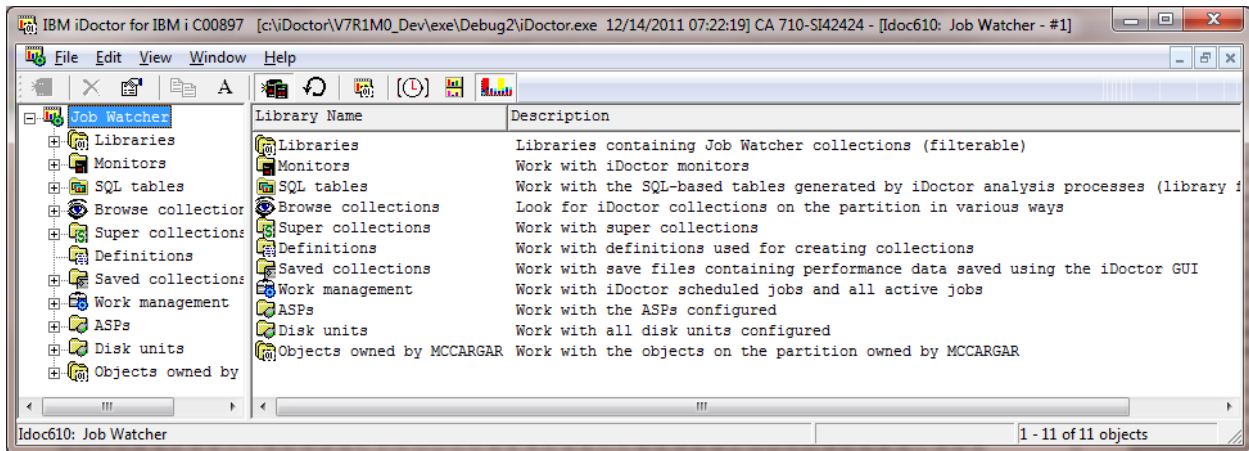 IBM iDoctor for IBM i C00897 [c:\iDoctor\V7R1M0_Dev\exe\Debug2\iDoctor.exe 12/14/2011 07:22:19] CA 710-SI42424 - [Idoc610: Job Watcher - #1]
File Edit View Window Help
A
Job Watcher
Libraries
Monitors
SQL tables
Browse collection
Super collections
Definitions
Saved collections
Work management
ASPs
Disk units
Objects owned by
Library Name Description
Libraries Libraries containing Job Watcher collections (filterable)
Monitors Work with iDoctor monitors
SQL tables Work with the SQL-based tables generated by iDoctor analysis processes (library f
Browse collections Look for iDoctor collections on the partition in various ways
Super collections Work with super collections
Definitions Work with definitions used for creating collections
Saved collections Work with save files containing performance data saved using the iDoctor GUI
Work management Work with iDoctor scheduled jobs and all active jobs
ASPs Work with the ASPs configured
Disk units Work with all disk units configured
Objects owned by MCCARGAR Work with the objects on the partition owned by MCCARGAR
Idoc610: Job Watcher 1 - 11 of 11 objects